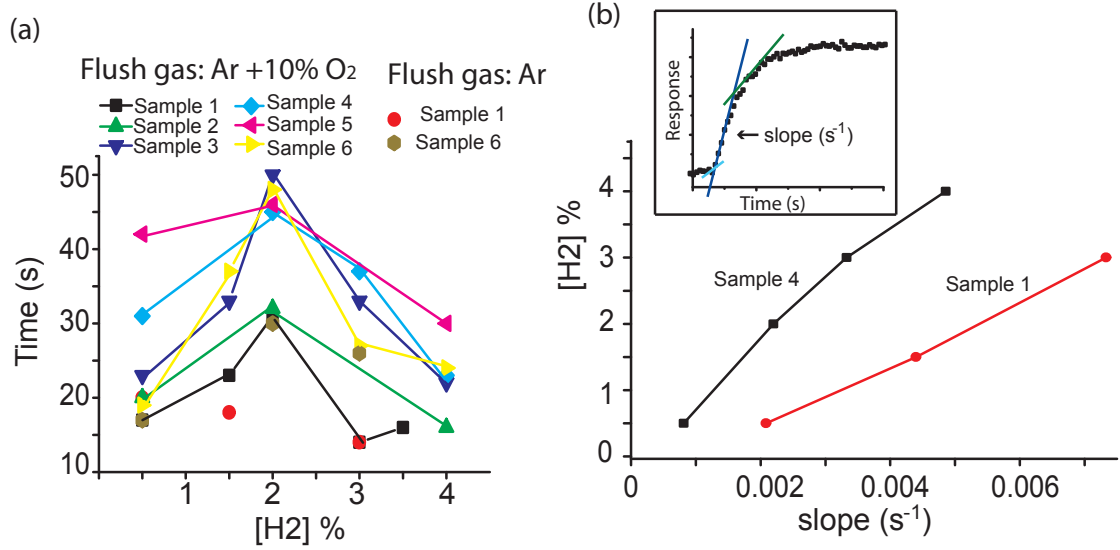 (a)
Flush gas: Ar +10% O₂
Flush gas: Ar
Sample 1
Sample 2
Sample 3
Sample 4
Sample 5
Sample 6
Sample 1
Sample 6
Time (s)
50
40
30
20
10
1
2
3
4
[H2] %
(b)
Response
slope (s⁻¹)
Time (s)
[H2] %
4
3
2
1
0
Sample 4
Sample 1
0
0.002
0.004
0.006
slope (s⁻¹)